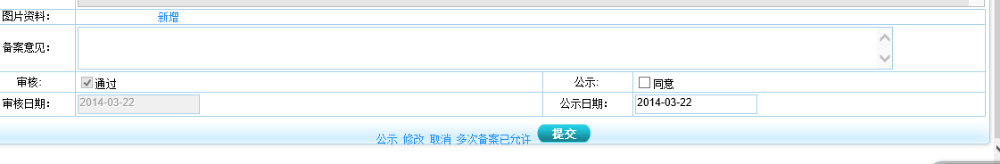 图片资料： 新增
备案意见：
审核: 通过 公示: 同意
审核日期： 2014-03-22 公示日期： 2014-03-22
公示 修改 取消 多次备案已允许 提交